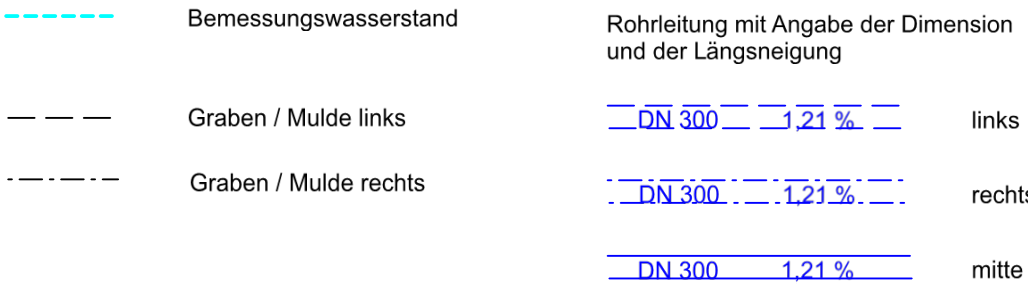 Bemessungswasserstand
Graben / Mulde links
Graben / Mulde rechts
Rohrleitung mit Angabe der Dimension
und der Längsneigung
DN 300 1,21 % links
DN 300 1,21 % rechts
DN 300 1,21 % mitte